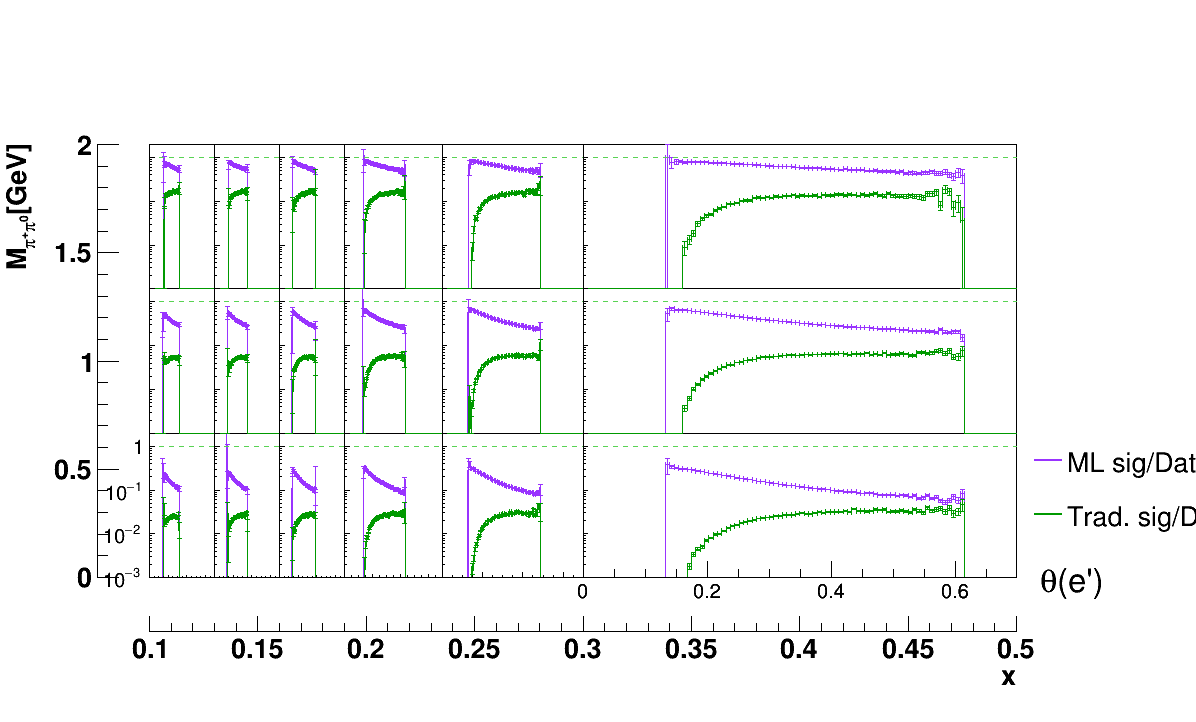 M π⁺π⁰ [GeV]
2
1.5
1
0.5
0
1
10⁻¹
10⁻²
10⁻³
0 0.2 0.4 0.6
θ(e')
0.1 0.15 0.2 0.25 0.3 0.35 0.4 0.45 0.5
x
ML sig/Dat
Trad. sig/D